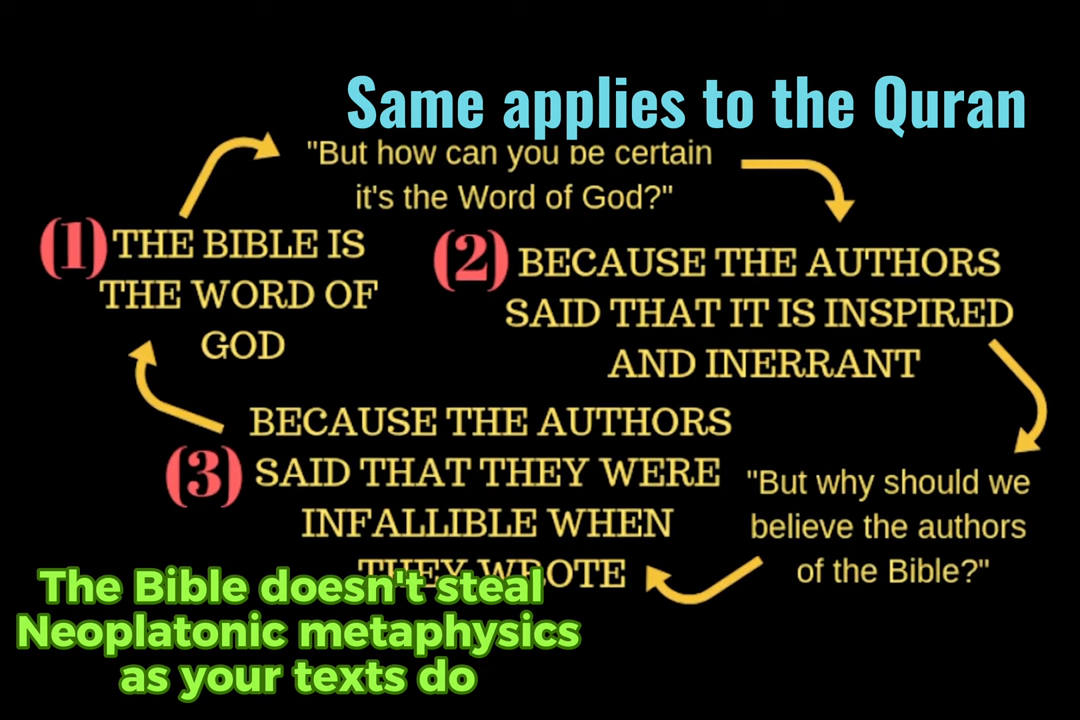 Same applies to the Quran
"But how can you be certain
it's the Word of God?"
(1) THE BIBLE IS
THE WORD OF
GOD
(2) BECAUSE THE AUTHORS
SAID THAT IT IS INSPIRED
AND INERRANT
"But why should we
believe the authors
of the Bible?"
BECAUSE THE AUTHORS
(3) SAID THAT THEY WERE
INFALLIBLE WHEN
THEY WROTE
The Bible doesn't steal
Neoplatonic metaphysics
as your texts do